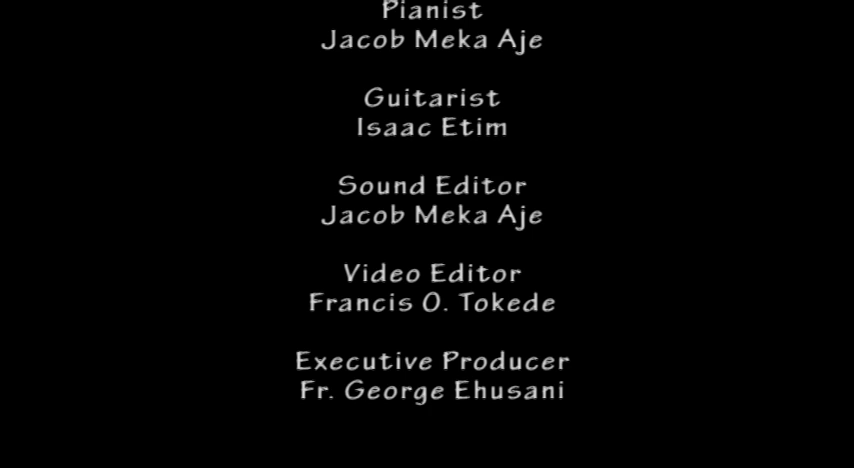 Pianist
Jacob Meka Aje
Guitarist
Isaac Etim
Sound Editor
Jacob Meka Aje
Video Editor
Francis O. Tokede
Executive Producer
Fr. George Ehusani